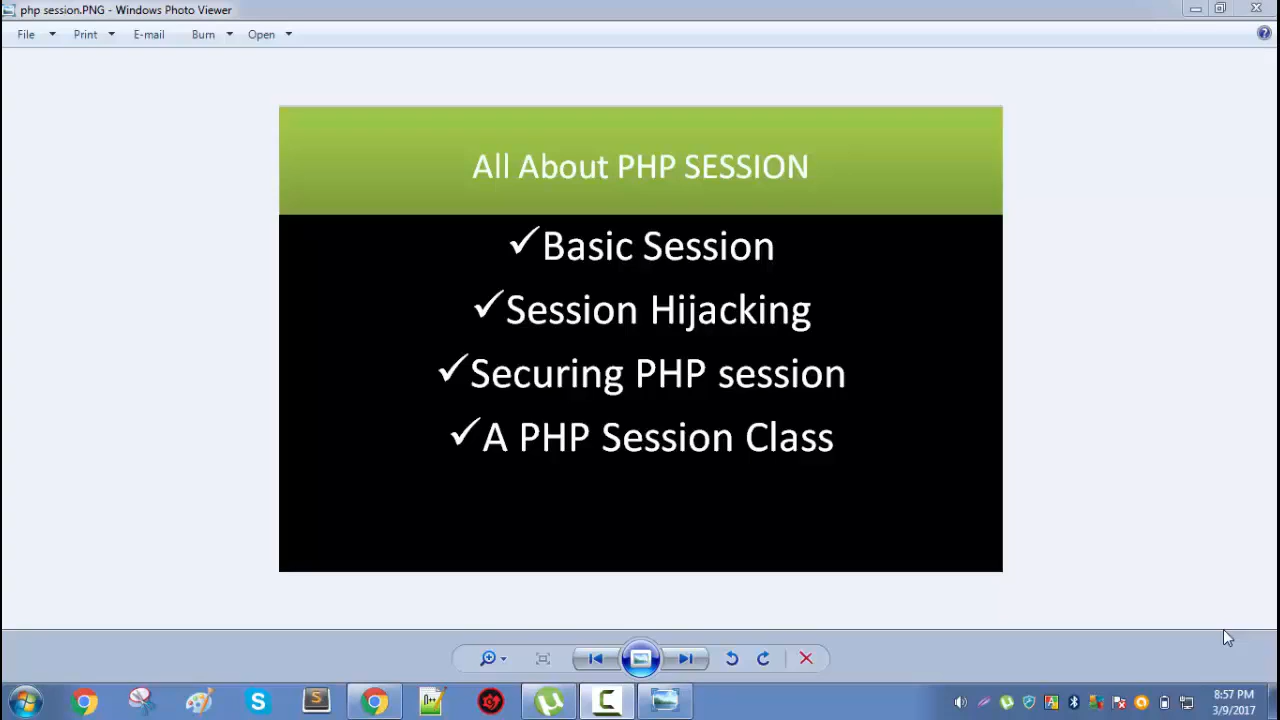 php session.PNG - Windows Photo Viewer
File Print E-mail Burn Open
All About PHP SESSION
✓Basic Session
✓Session Hijacking
✓Securing PHP session
✓A PHP Session Class
8:57 PM
3/9/2017